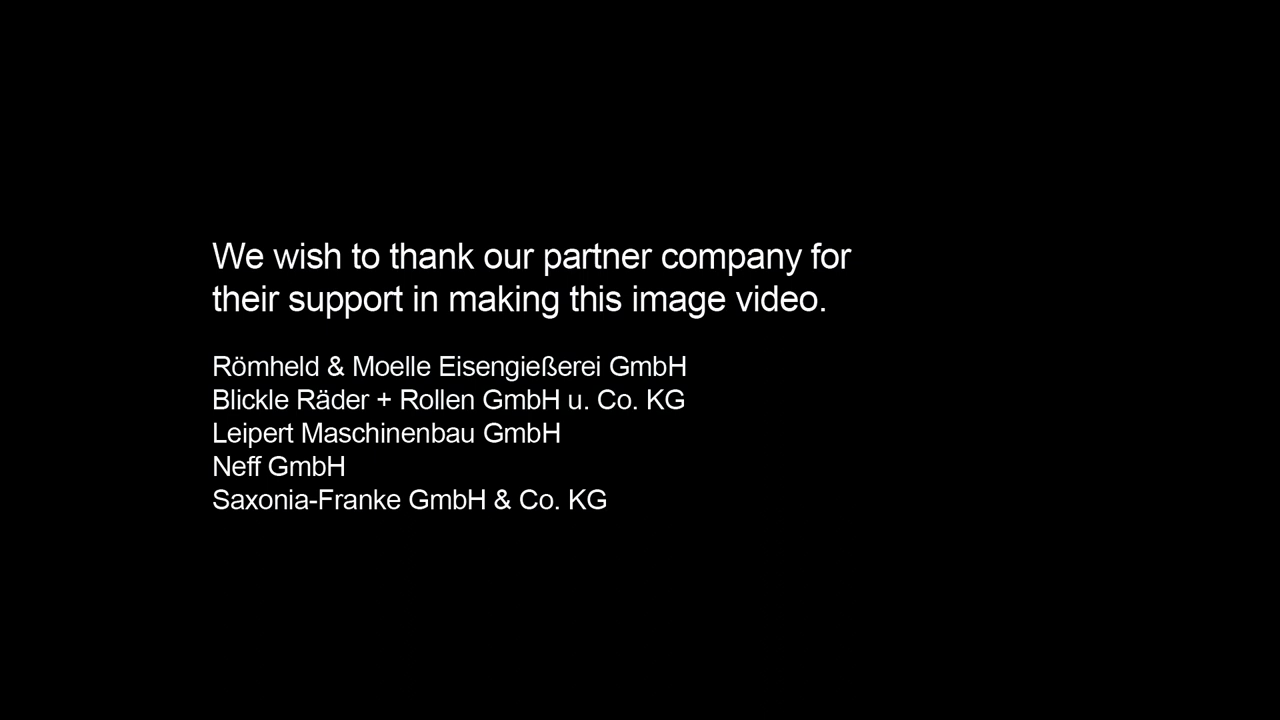 We wish to thank our partner company for
their support in making this image video.
Römheld & Moelle Eisengießerei GmbH
Blickle Räder + Rollen GmbH u. Co. KG
Leipert Maschinenbau GmbH
Neff GmbH
Saxonia-Franke GmbH & Co. KG